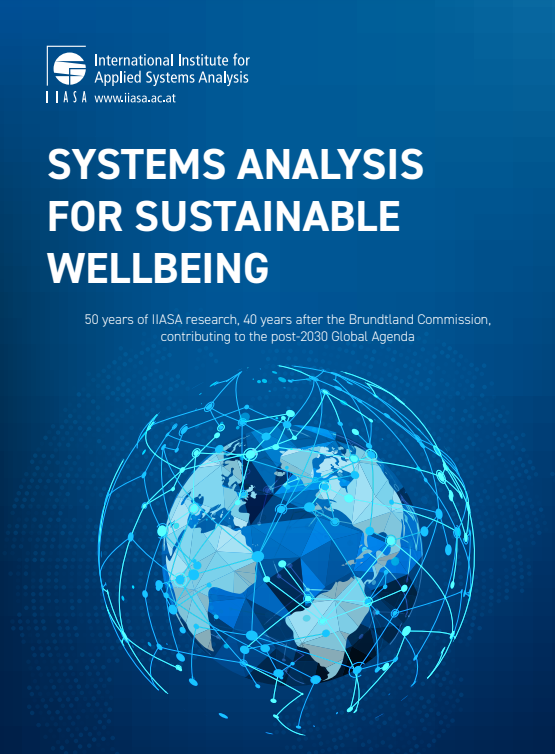 International Institute for
Applied Systems Analysis
IIASA www.iiasa.ac.at
SYSTEMS ANALYSIS
FOR SUSTAINABLE
WELLBEING
50 years of IIASA research, 40 years after the Brundtland Commission,
contributing to the post-2030 Global Agenda